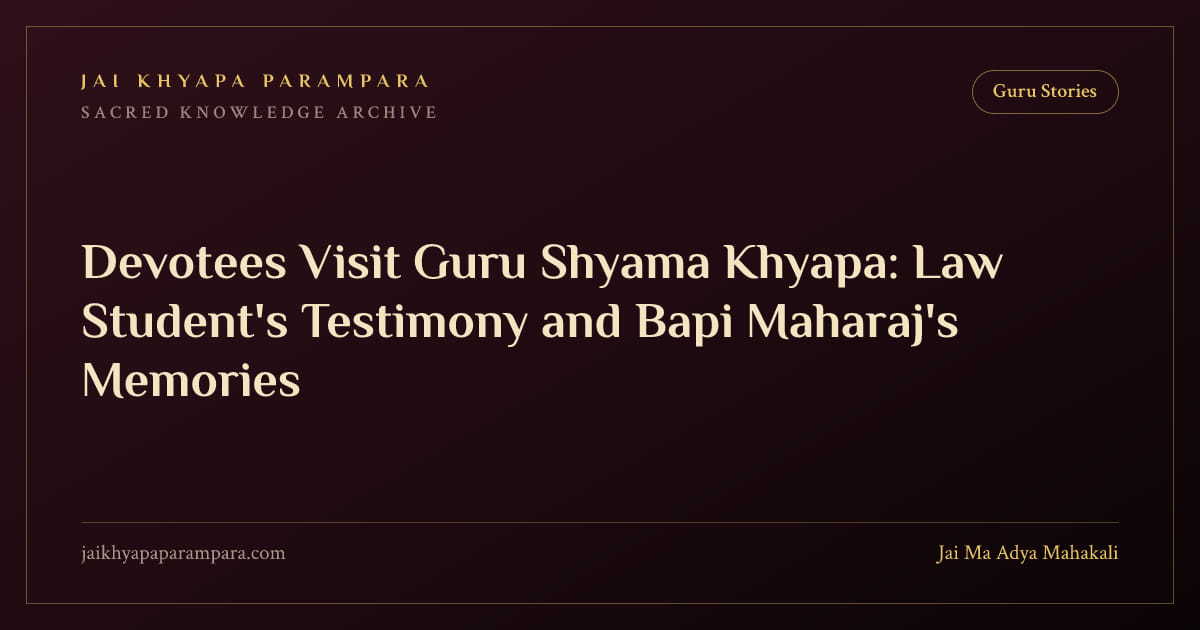 JAI KHYAPA PARAMPARA
SACRED KNOWLEDGE ARCHIVE
Guru Stories
Devotees Visit Guru Shyama Khyapa: Law
Student's Testimony and Bapi Maharaj's
Memories
jaikhyapaparampara.com
Jai Ma Adya Mahakali